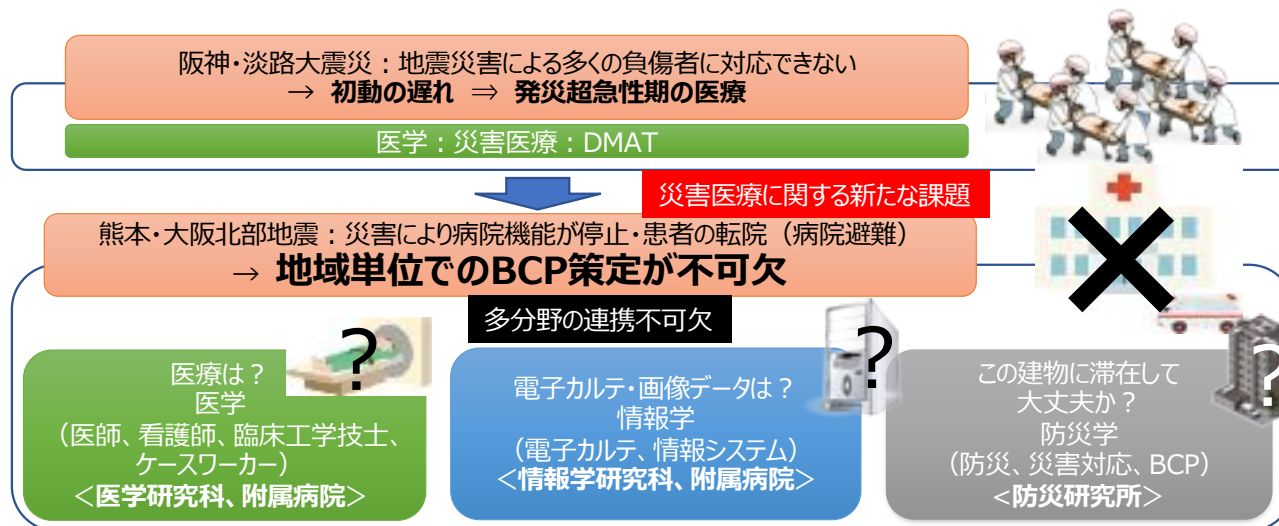 阪神・淡路大震災：地震災害による多くの負傷者に対応できない
→ 初動の遅れ ⇒ 発災超急性期の医療
医学：災害医療：DMAT
災害医療に関する新たな課題
熊本・大阪北部地震：災害により病院機能が停止・患者の転院（病院避難）
→ 地域単位でのBCP策定が不可欠
多分野の連携不可欠
?
医療は？
医学
（医師、看護師、臨床工学技士、
ケースワーカー）
＜医学研究科、附属病院＞
?
電子カルテ・画像データは？
情報学
（電子カルテ、情報システム）
＜情報学研究科、附属病院＞
?
この建物に滞在して
大丈夫か？
防災学
（防災、災害対応、BCP）
＜防災研究所＞